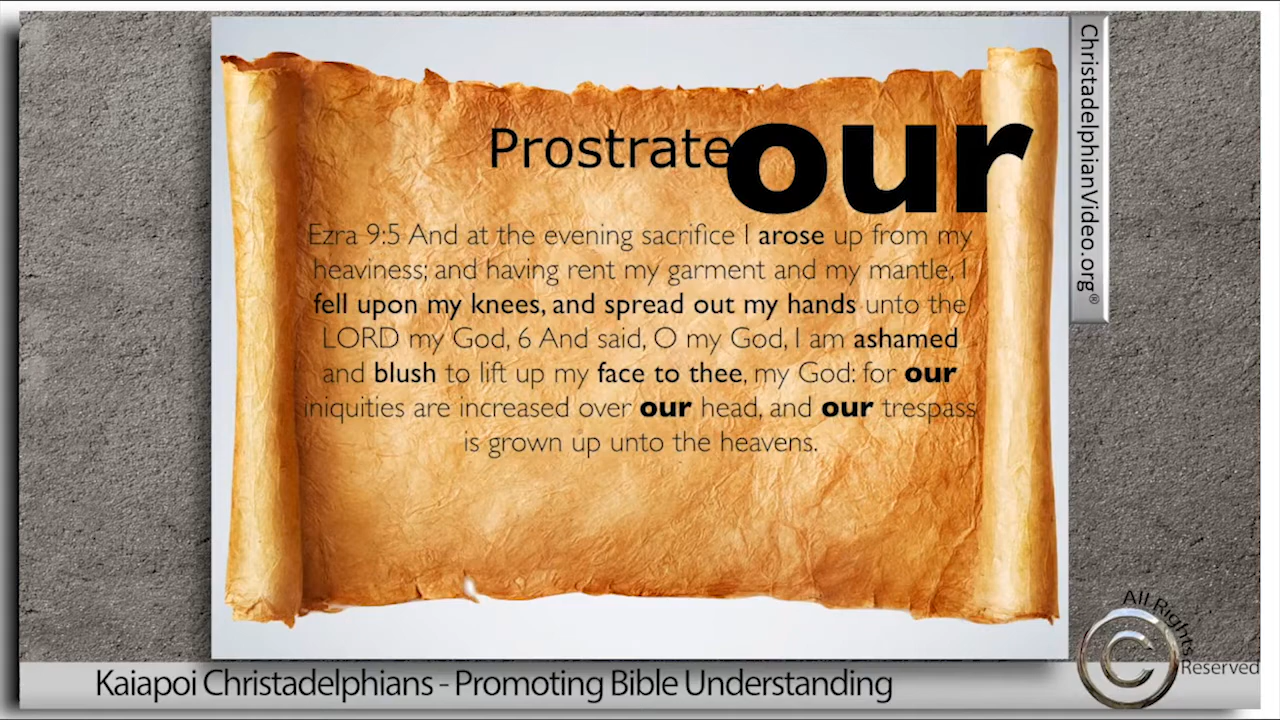 Prostrate our
Ezra 9:5 And at the evening sacrifice I arose up from my
heaviness; and having rent my garment and my mantle, I
fell upon my knees, and spread out my hands unto the
LORD my God, 6 And said, O my God, I am ashamed
and blush to lift up my face to thee, my God: for our
iniquities are increased over our head, and our trespass
is grown up unto the heavens.
ChristadelphianVideo.org®
Kaiapoi Christadelphians - Promoting Bible Understanding
All Rights
C
Reserved